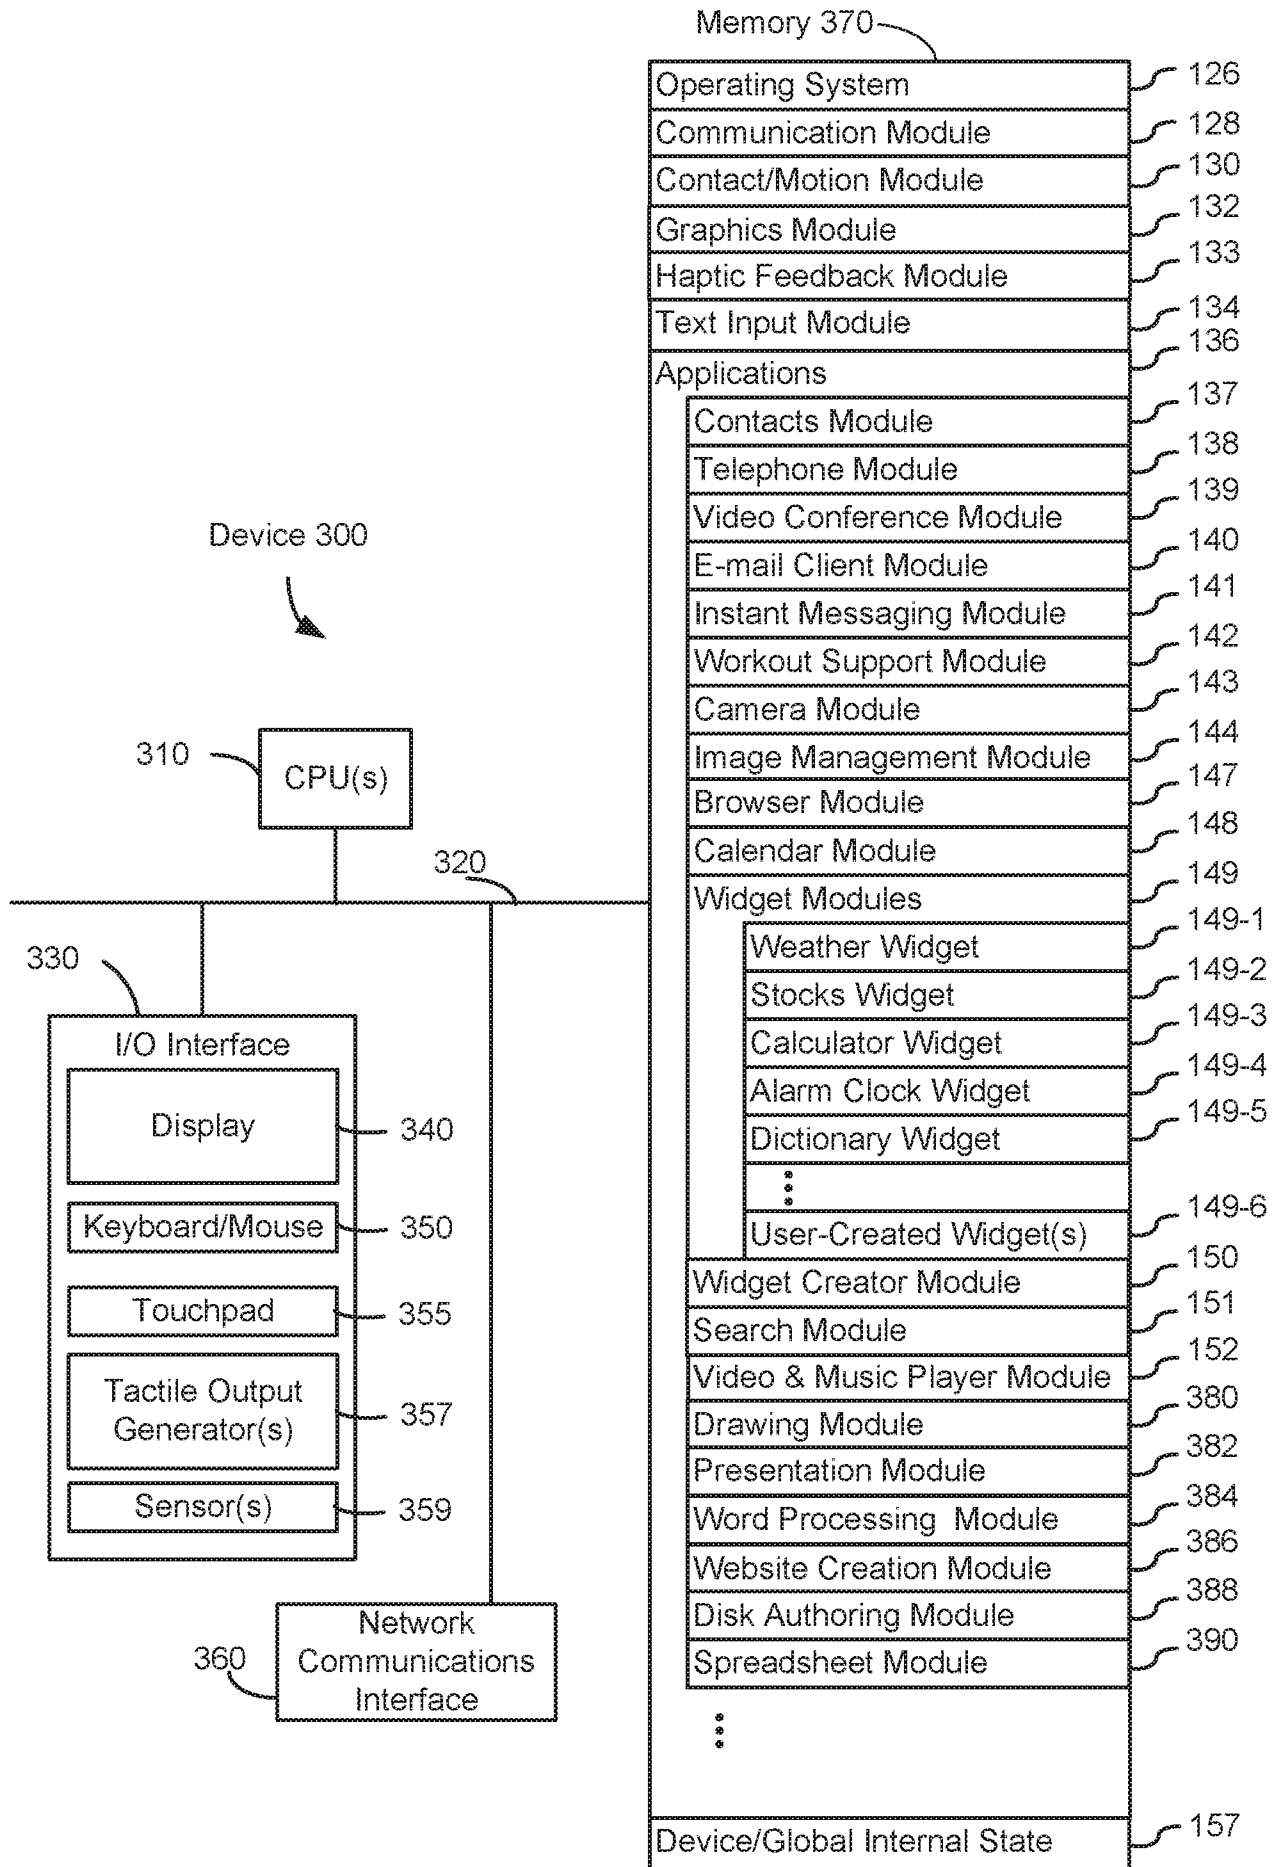 Memory 370
Operating System 126
Communication Module 128
Contact/Motion Module 130
Graphics Module 132
Haptic Feedback Module 133
Text Input Module 134
Applications 136
Contacts Module 137
Telephone Module 138
Video Conference Module 139
E-mail Client Module 140
Instant Messaging Module 141
Workout Support Module 142
Camera Module 143
Image Management Module 144
Browser Module 147
Calendar Module 148
Widget Modules 149
Weather Widget 149-1
Stocks Widget 149-2
Calculator Widget 149-3
Alarm Clock Widget 149-4
Dictionary Widget 149-5
User-Created Widget(s) 149-6
Widget Creator Module 150
Search Module 151
Video & Music Player Module 152
Drawing Module 380
Presentation Module 382
Word Processing Module 384
Website Creation Module 386
Disk Authoring Module 388
Spreadsheet Module 390
Device/Global Internal State 157
Device 300
310
CPU(s)
320
330
I/O Interface
Display 340
Keyboard/Mouse 350
Touchpad 355
Tactile Output
Generator(s) 357
Sensor(s) 359
360
Network
Communications
Interface